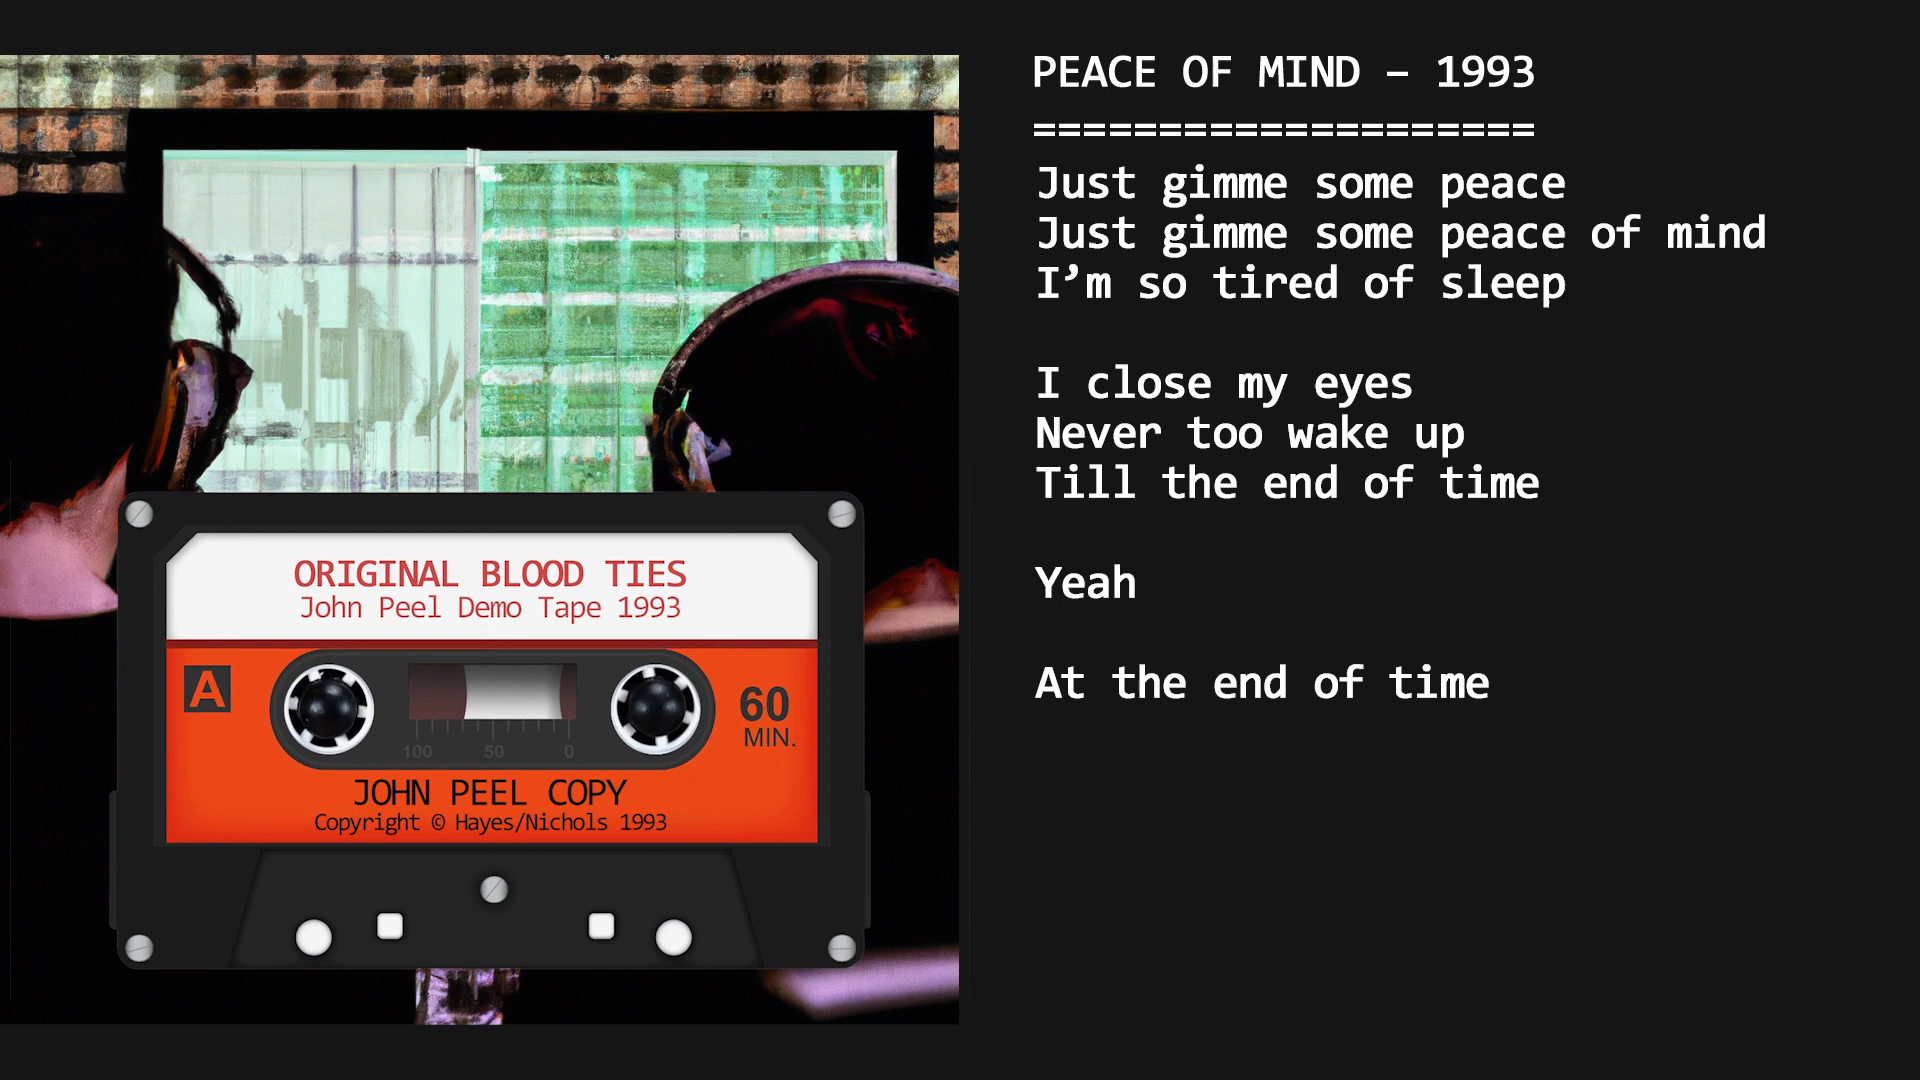 PEACE OF MIND – 1993
====================
Just gimme some peace
Just gimme some peace of mind
I’m so tired of sleep
I close my eyes
Never too wake up
Till the end of time
Yeah
At the end of time
ORIGINAL BLOOD TIES
John Peel Demo Tape 1993
A
60
MIN.
100 50 0
JOHN PEEL COPY
Copyright © Hayes/Nichols 1993